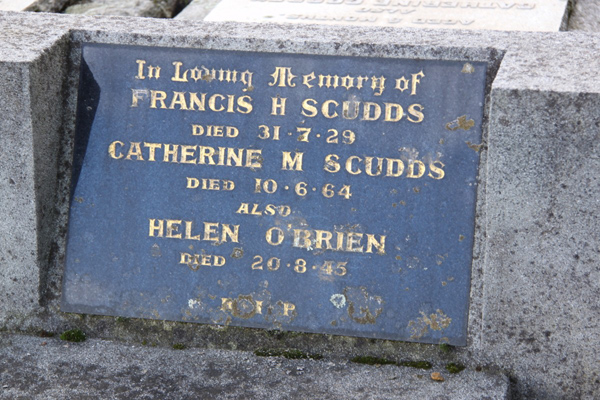 In Loving Memory of
FRANCIS H SCUDDS
DIED 31·7·29
CATHERINE M SCUDDS
DIED 10·6·64
ALSO
HELEN O'BRIEN
DIED 20·8·45
R·I·P